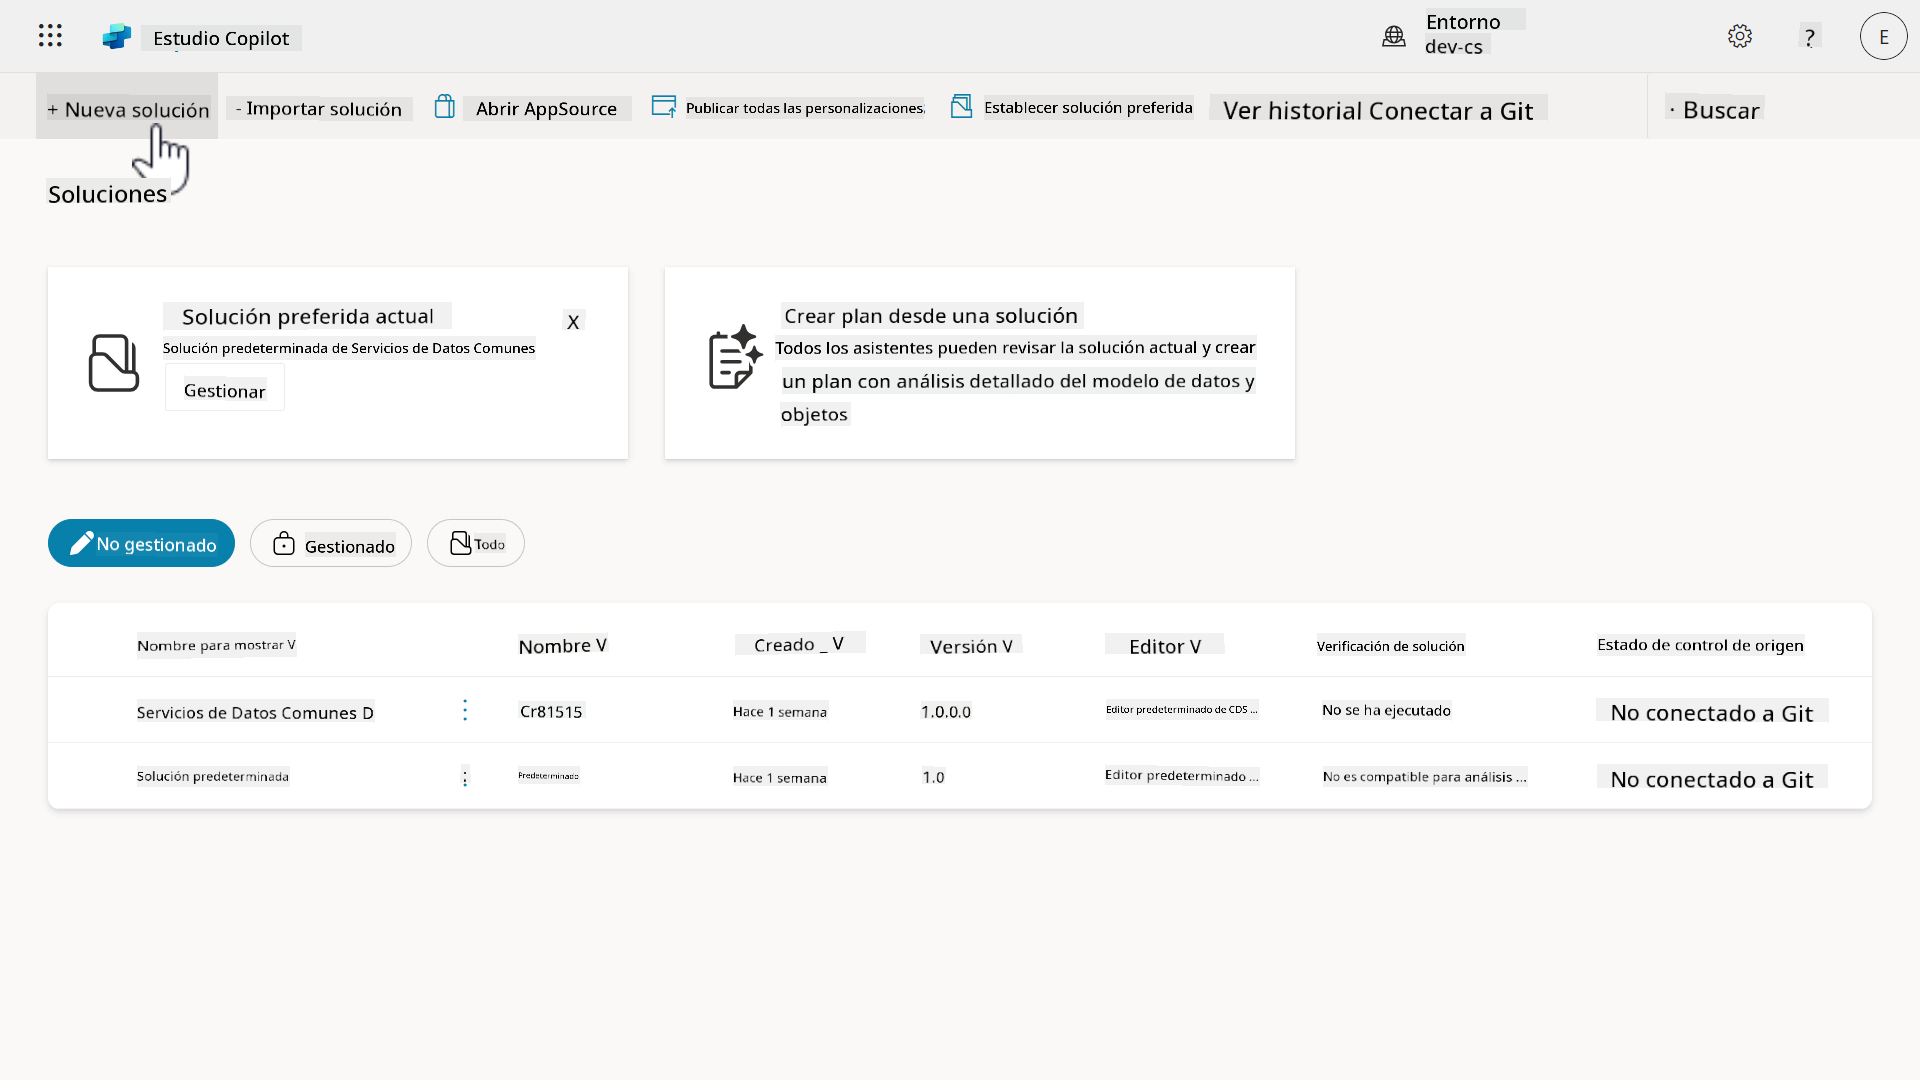 Estudio Copilot
Entorno
dev-cs
?
E
+ Nueva solución
- Importar solución
Abrir AppSource
Publicar todas las personalizaciones
Establecer solución preferida
Ver historial Conectar a Git
· Buscar
Soluciones
Solución preferida actual
X
Solución predeterminada de Servicios de Datos Comunes
Gestionar
Crear plan desde una solución
Todos los asistentes pueden revisar la solución actual y crear
un plan con análisis detallado del modelo de datos y
objetos
No gestionado
Gestionado
Todo
Nombre para mostrar V
Nombre V
Creado _ V
Versión V
Editor V
Verificación de solución
Estado de control de origen
Servicios de Datos Comunes D
Cr81515
Hace 1 semana
1.0.0.0
Editor predeterminado de CDS ...
No se ha ejecutado
No conectado a Git
Solución predeterminada
Predeterminado
Hace 1 semana
1.0
Editor predeterminado ...
No es compatible para análisis ...
No conectado a Git